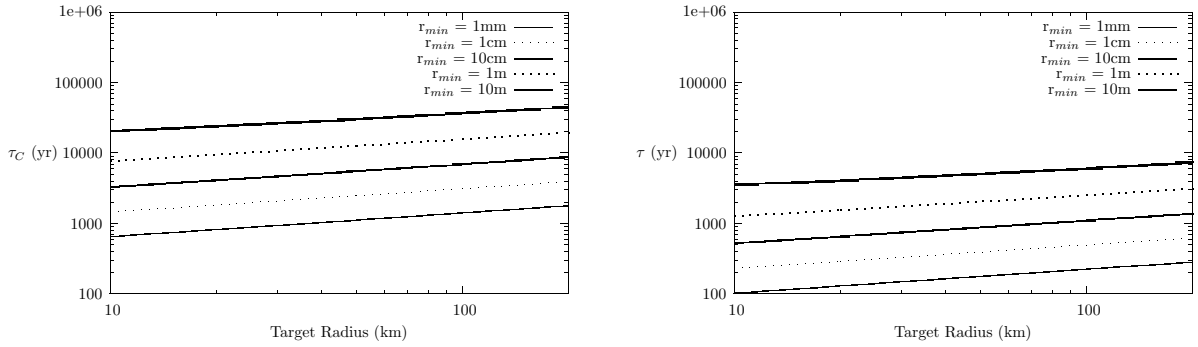 1e+06
r_min = 1mm
r_min = 1cm
r_min = 10cm
r_min = 1m
r_min = 10m
100000
τ_C (yr) 10000
1000
100
10 100
Target Radius (km)
1e+06
r_min = 1mm
r_min = 1cm
r_min = 10cm
r_min = 1m
r_min = 10m
100000
τ (yr) 10000
1000
100
10 100
Target Radius (km)